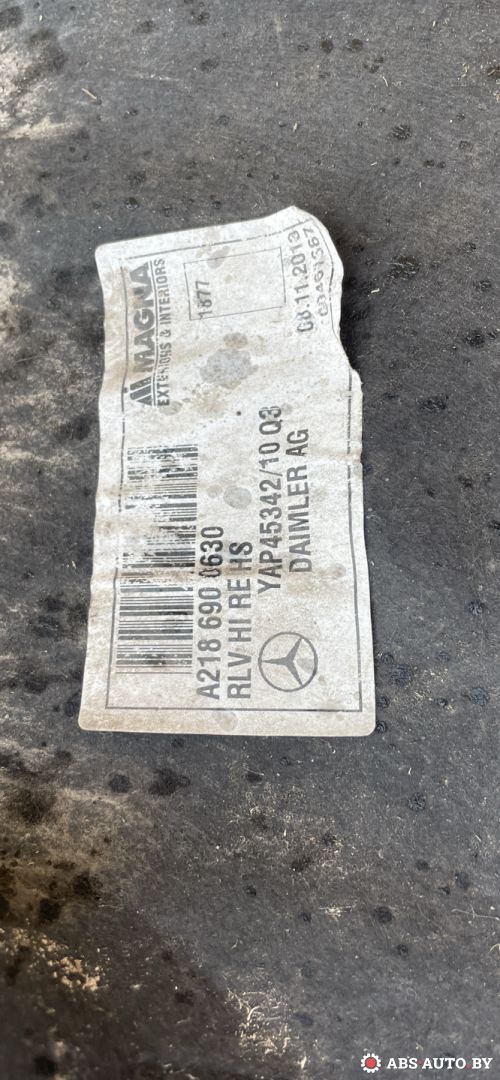 MAGNA
EXTERIORS & INTERIORS
1877
08.11.2013
A218 690 0630
RLV HI RE HS
YAP45342/10 Q3
DAIMLER AG
ABS AUTO.BY